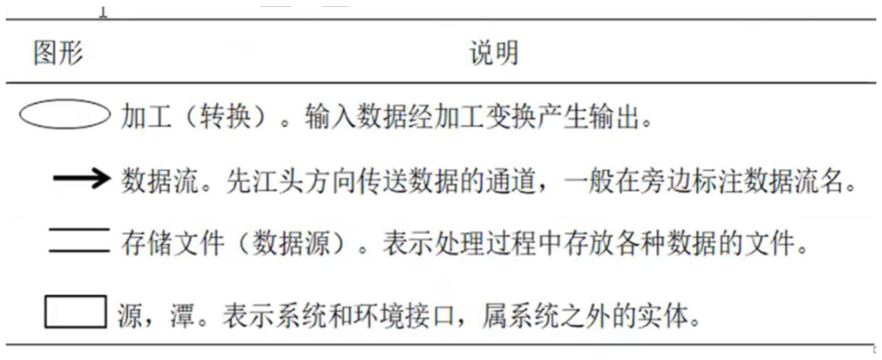 图形 说明
加工（转换）。输入数据经加工变换产生输出。
数据流。先江头方向传送数据的通道，一般在旁边标注数据流名。
存储文件（数据源）。表示处理过程中存放各种数据的文件。
源，潭。表示系统和环境接口，属系统之外的实体。